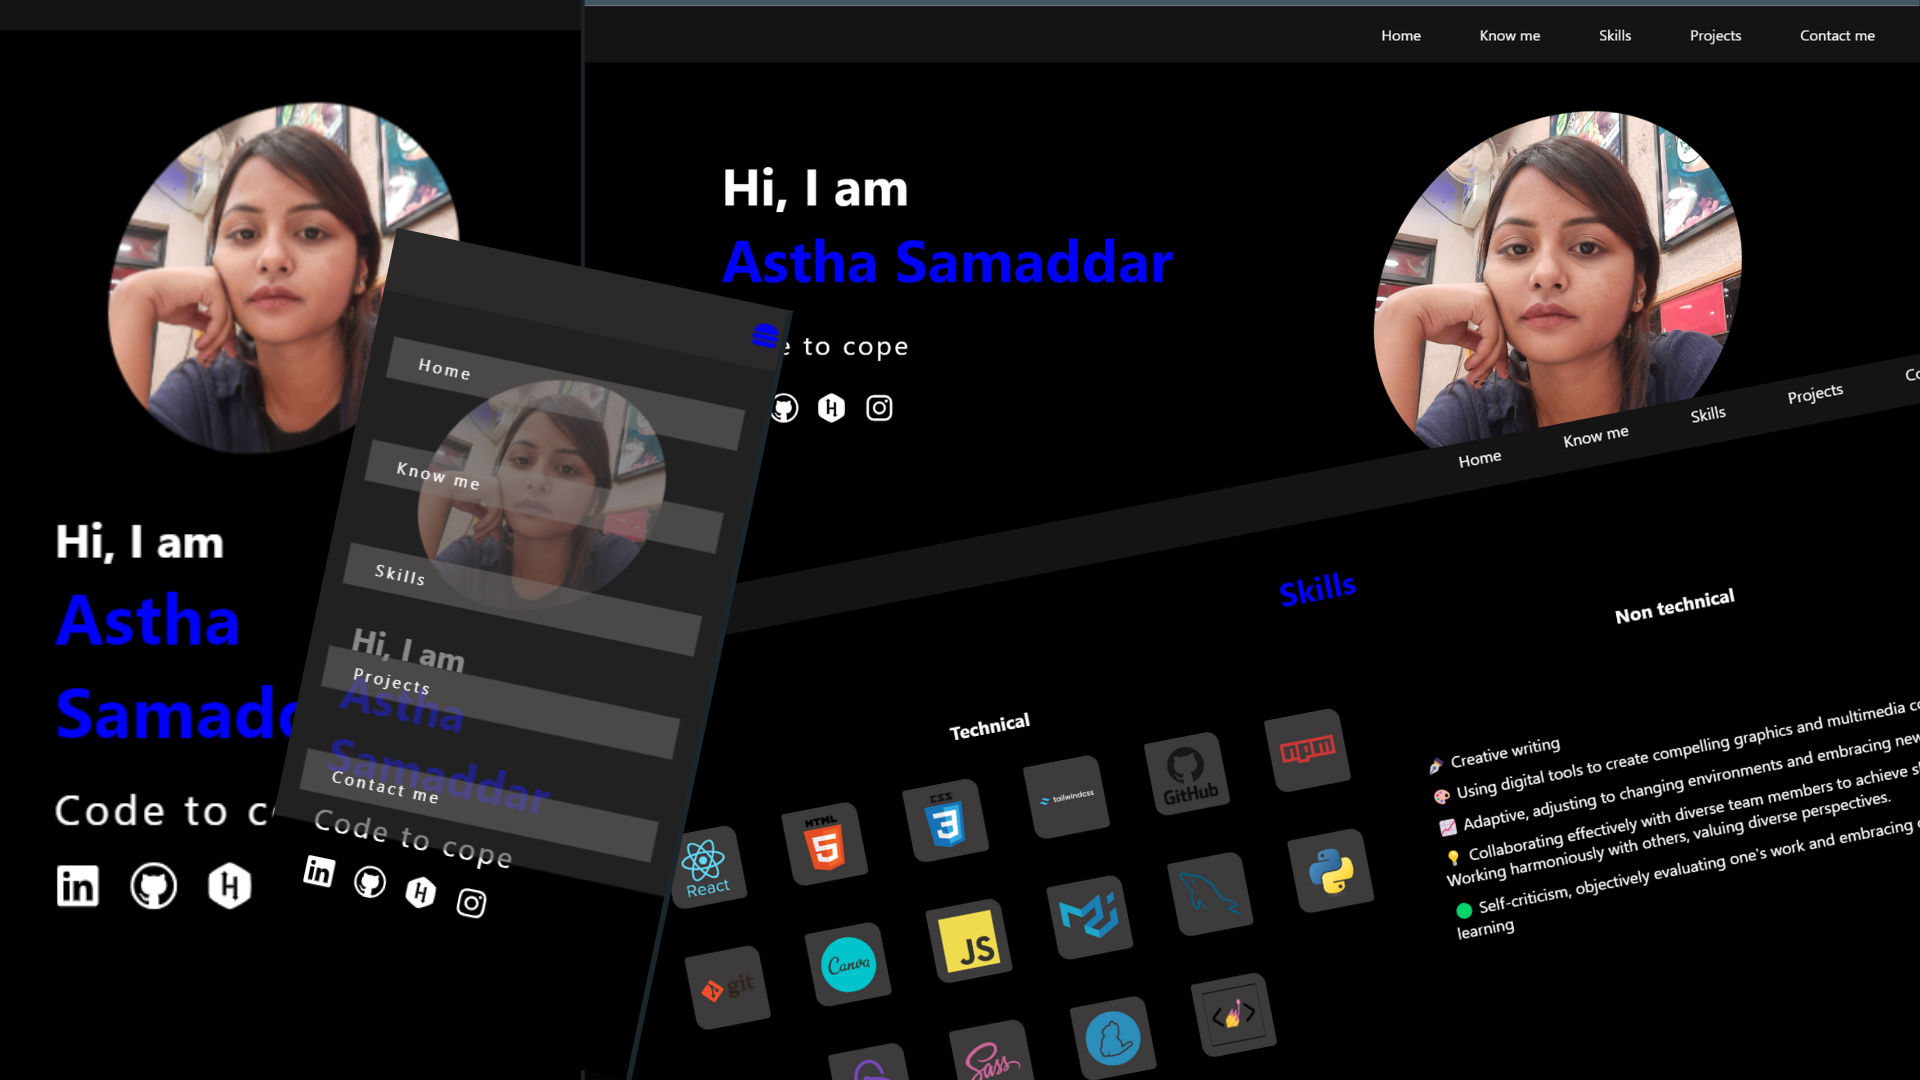 Home Know me Skills Projects Contact me
Hi, I am
Astha Samaddar
to cope
Hi, I am
Astha
Code to
Home
Know me
Skills
Hi, I am
Projects
Astha
Samaddar
Contact me
Code to cope
in
Home Know me Skills Projects
Skills
Technical
React
HTML
5
CSS
3
tailwindcss
GitHub
npm
git
Canva
JS
Sass
Non technical
Creative writing
Using digital tools to create compelling graphics and multimedia
Adaptive, adjusting to changing environments and embracing new
Collaborating effectively with diverse team members to achieve
Working harmoniously with others, valuing diverse perspectives.
Self-criticism, objectively evaluating one's work and embracing
learning